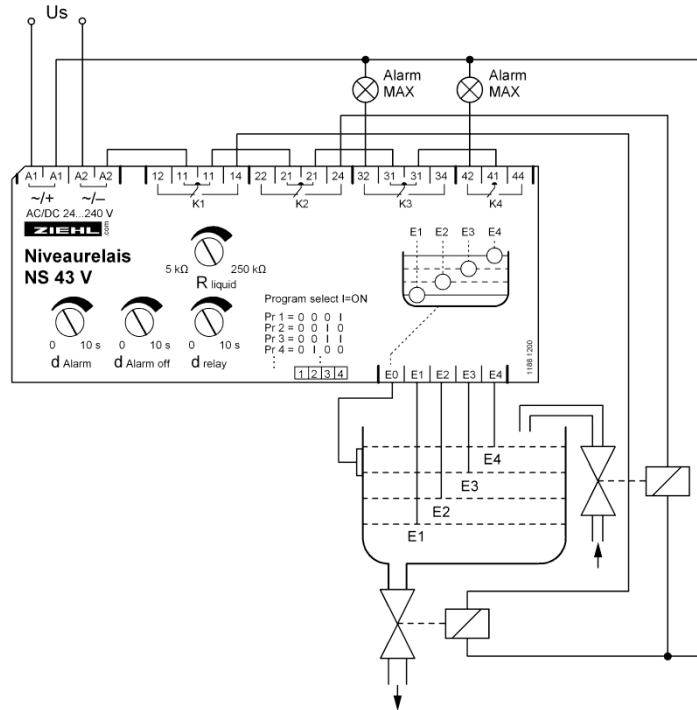 Us
Alarm
MAX
Alarm
MAX
A1 A1 A2 A2 12 11 11 14 22 21 21 24 32 31 31 34 42 41 44
K1 K2 K3 K4
~/+ ~/–
AC/DC 24...240 V
ZIEHL.com
Niveaurelais
NS 43 V
5 kΩ 250 kΩ
R liquid
E1 E2 E3 E4
Program select I=ON
Pr 1 = 0 0 0 I
Pr 2 = 0 0 I 0
Pr 3 = 0 0 I I
Pr 4 = 0 I 0 0
0 10 s 0 10 s 0 10 s
d Alarm d Alarm off d relay
1 2 3 4
E0 E1 E2 E3 E4
1186 1200
E4
E3
E2
E1